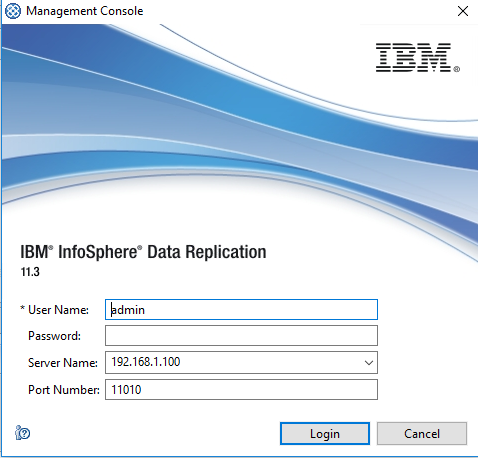 Management Console
IBM®
IBM® InfoSphere® Data Replication
11.3
* User Name: admin
Password:
Server Name: 192.168.1.100
Port Number: 11010
Login Cancel